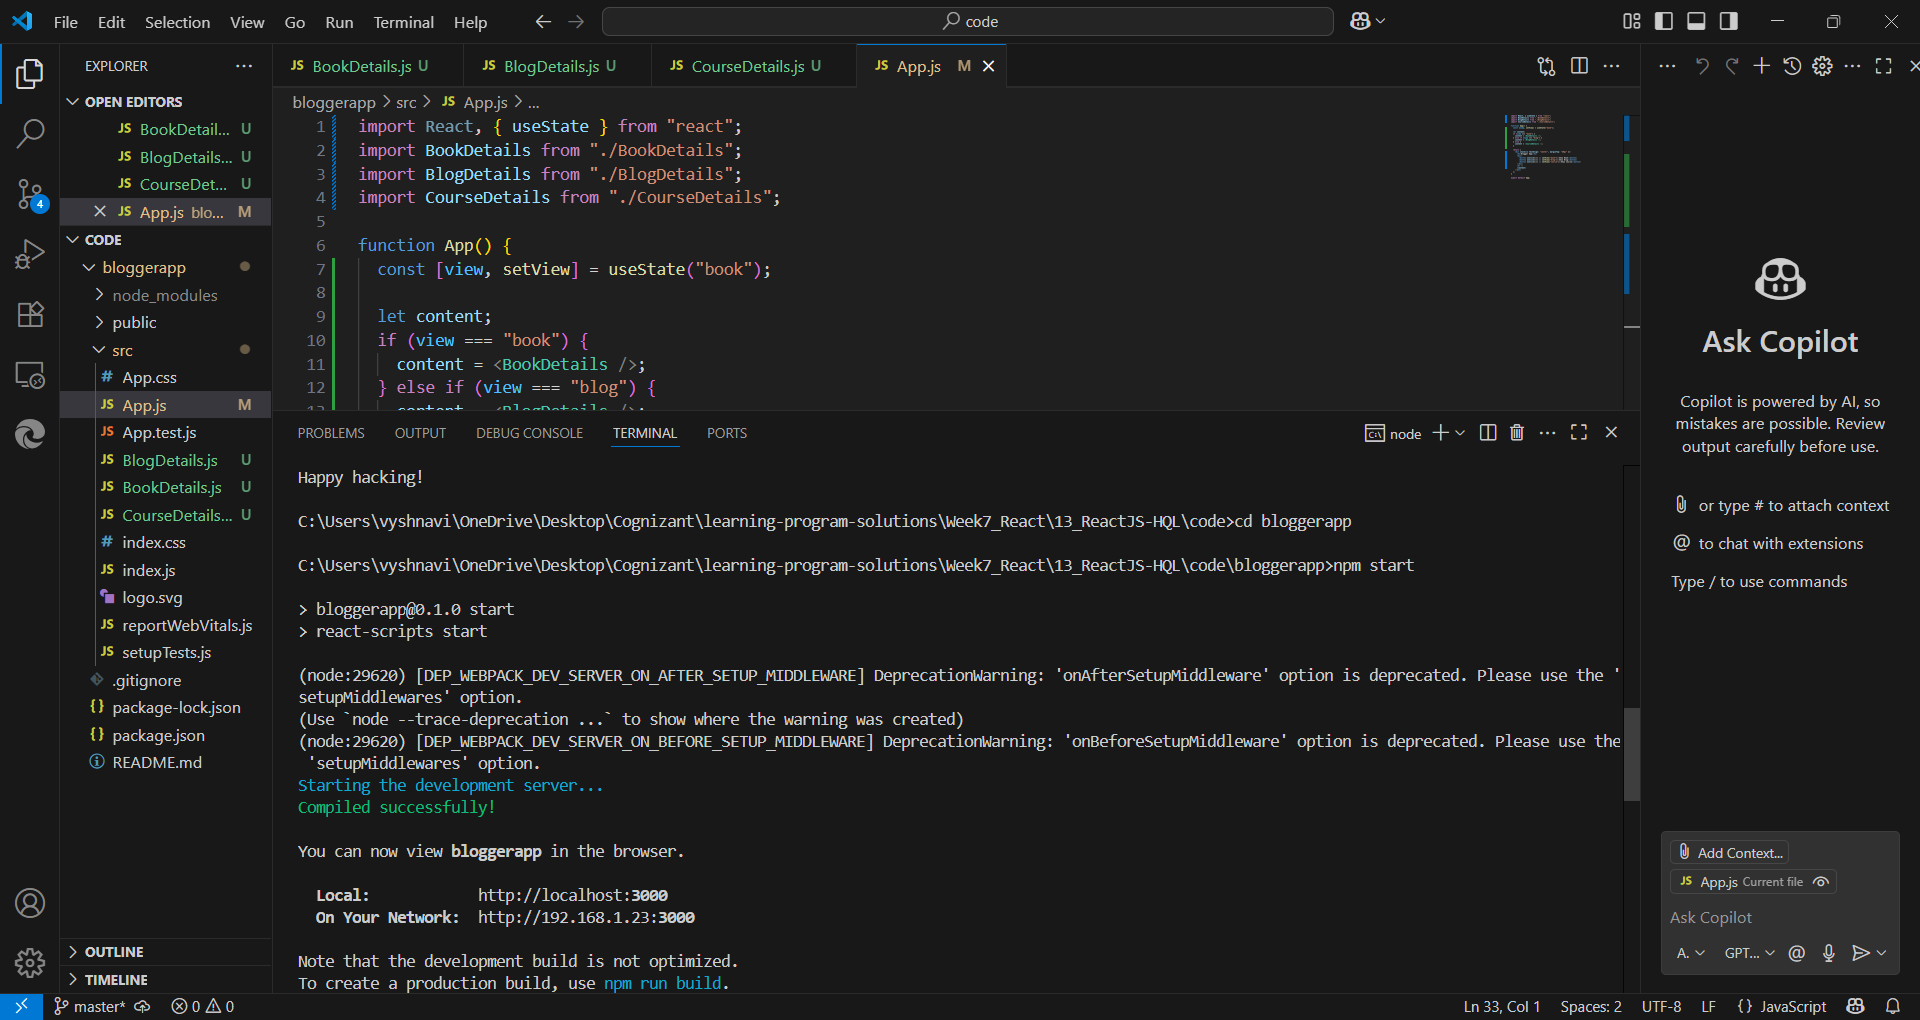 File Edit Selection View Go Run Terminal Help
code
EXPLORER
OPEN EDITORS
JS BookDetail... U
JS BlogDetails... U
JS CourseDet... U
JS App.js blo... M
CODE
bloggerapp
node_modules
public
src
# App.css
JS App.js M
JS App.test.js
JS BlogDetails.js U
JS BookDetails.js U
JS CourseDetails... U
# index.css
JS index.js
logo.svg
JS reportWebVitals.js
JS setupTests.js
.gitignore
{} package-lock.json
{} package.json
README.md
OUTLINE
TIMELINE
4
JS BookDetails.js U JS BlogDetails.js U JS CourseDetails.js U JS App.js M
bloggerapp > src > JS App.js > ...
1 import React, { useState } from "react";
2 import BookDetails from "./BookDetails";
3 import BlogDetails from "./BlogDetails";
4 import CourseDetails from "./CourseDetails";
5
6 function App() {
7 const [view, setView] = useState("book");
8
9 let content;
10 if (view === "book") {
11 content = <BookDetails />;
12 } else if (view === "blog") {
13 content = <BlogDetails />;
PROBLEMS OUTPUT DEBUG CONSOLE TERMINAL PORTS
node
Happy hacking!
C:\Users\vyshnavi\OneDrive\Desktop\Cognizant\learning-program-solutions\Week7_React\13_ReactJS-HQL\code>cd bloggerapp
C:\Users\vyshnavi\OneDrive\Desktop\Cognizant\learning-program-solutions\Week7_React\13_ReactJS-HQL\code\bloggerapp>npm start
> bloggerapp@0.1.0 start
> react-scripts start
(node:29620) [DEP_WEBPACK_DEV_SERVER_ON_AFTER_SETUP_MIDDLEWARE] DeprecationWarning: 'onAfterSetupMiddleware' option is deprecated. Please use the '
setupMiddlewares' option.
(Use `node --trace-deprecation ...` to show where the warning was created)
(node:29620) [DEP_WEBPACK_DEV_SERVER_ON_BEFORE_SETUP_MIDDLEWARE] DeprecationWarning: 'onBeforeSetupMiddleware' option is deprecated. Please use the
'setupMiddlewares' option.
Starting the development server...
Compiled successfully!
You can now view bloggerapp in the browser.
Local: http://localhost:3000
On Your Network: http://192.168.1.23:3000
Note that the development build is not optimized.
To create a production build, use npm run build.
Ask Copilot
Copilot is powered by AI, so
mistakes are possible. Review
output carefully before use.
or type # to attach context
@ to chat with extensions
Type / to use commands
Add Context...
JS App.js Current file
Ask Copilot
A. GPT... @
master* 0 0 Ln 33, Col 1 Spaces: 2 UTF-8 LF {} JavaScript